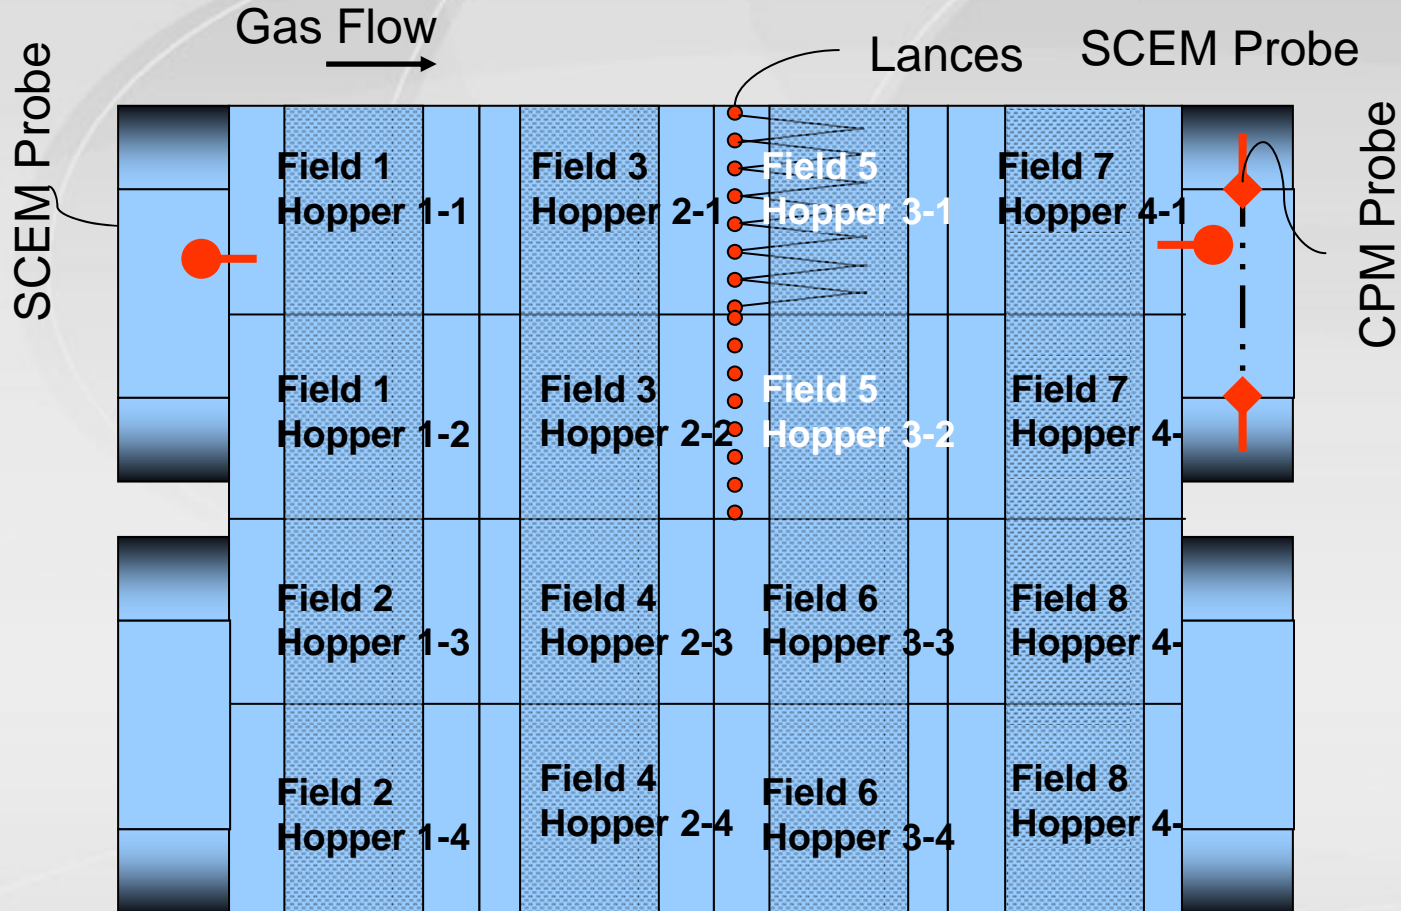 Gas Flow
Lances
SCEM Probe
SCEM Probe
CPM Probe
Field 1
Hopper 1-1
Field 3
Hopper 2-1
Field 5
Hopper 3-1
Field 7
Hopper 4-1
Field 1
Hopper 1-2
Field 3
Hopper 2-2
Field 5
Hopper 3-2
Field 7
Hopper 4-
Field 2
Hopper 1-3
Field 4
Hopper 2-3
Field 6
Hopper 3-3
Field 8
Hopper 4-
Field 2
Hopper 1-4
Field 4
Hopper 2-4
Field 6
Hopper 3-4
Field 8
Hopper 4-